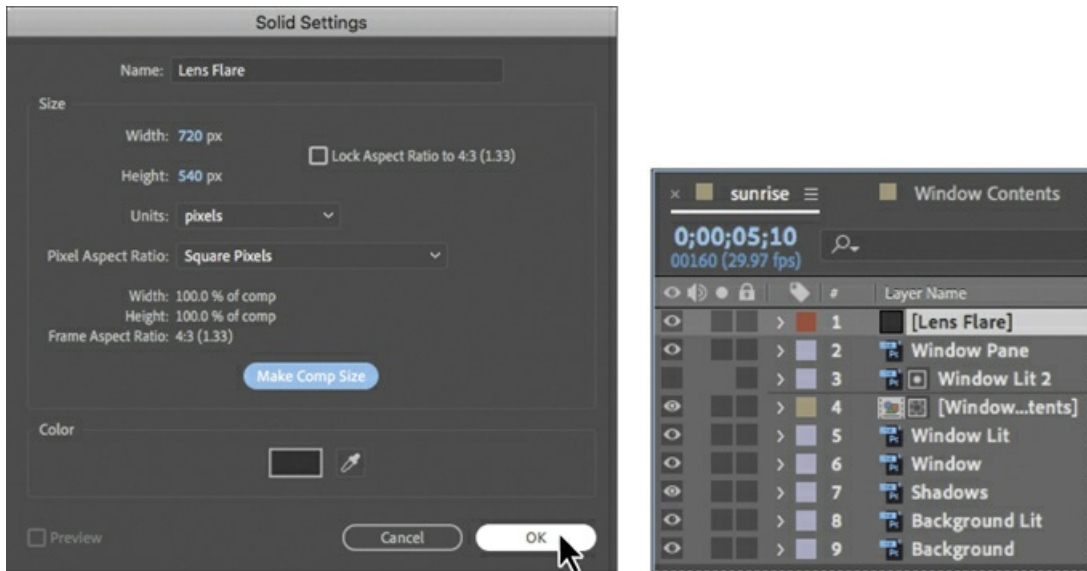 Solid Settings
Name: Lens Flare
Size
Width: 720 px
Lock Aspect Ratio to 4:3 (1.33)
Height: 540 px
Units: pixels
Pixel Aspect Ratio: Square Pixels
Width: 100.0 % of comp
Height: 100.0 % of comp
Frame Aspect Ratio: 4:3 (1.33)
Make Comp Size
Color
Preview
Cancel
OK
× sunrise
Window Contents
0;00;05;10
00160 (29.97 fps)
# Layer Name
1 [Lens Flare]
2 Window Pane
3 Window Lit 2
4 [Window...tents]
5 Window Lit
6 Window
7 Shadows
8 Background Lit
9 Background